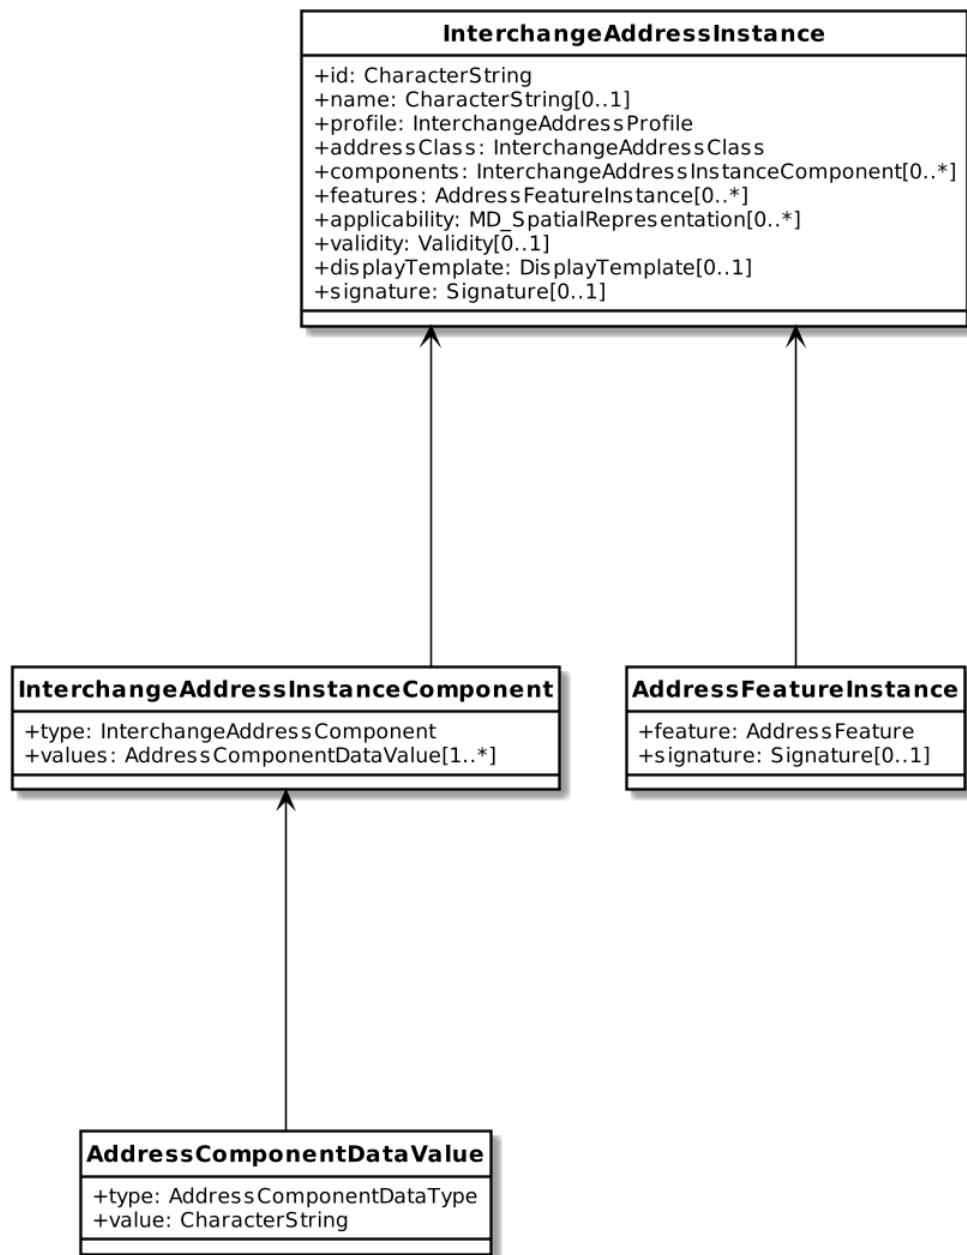 InterchangeAddressInstance
+id: CharacterString
+name: CharacterString[0..1]
+profile: InterchangeAddressProfile
+addressClass: InterchangeAddressClass
+components: InterchangeAddressInstanceComponent[0..*]
+features: AddressFeatureInstance[0..*]
+applicability: MD_SpatialRepresentation[0..*]
+validity: Validity[0..1]
+displayTemplate: DisplayTemplate[0..1]
+signature: Signature[0..1]
InterchangeAddressInstanceComponent
+type: InterchangeAddressComponent
+values: AddressComponentDataValue[1..*]
AddressFeatureInstance
+feature: AddressFeature
+signature: Signature[0..1]
AddressComponentDataValue
+type: AddressComponentDataType
+value: CharacterString